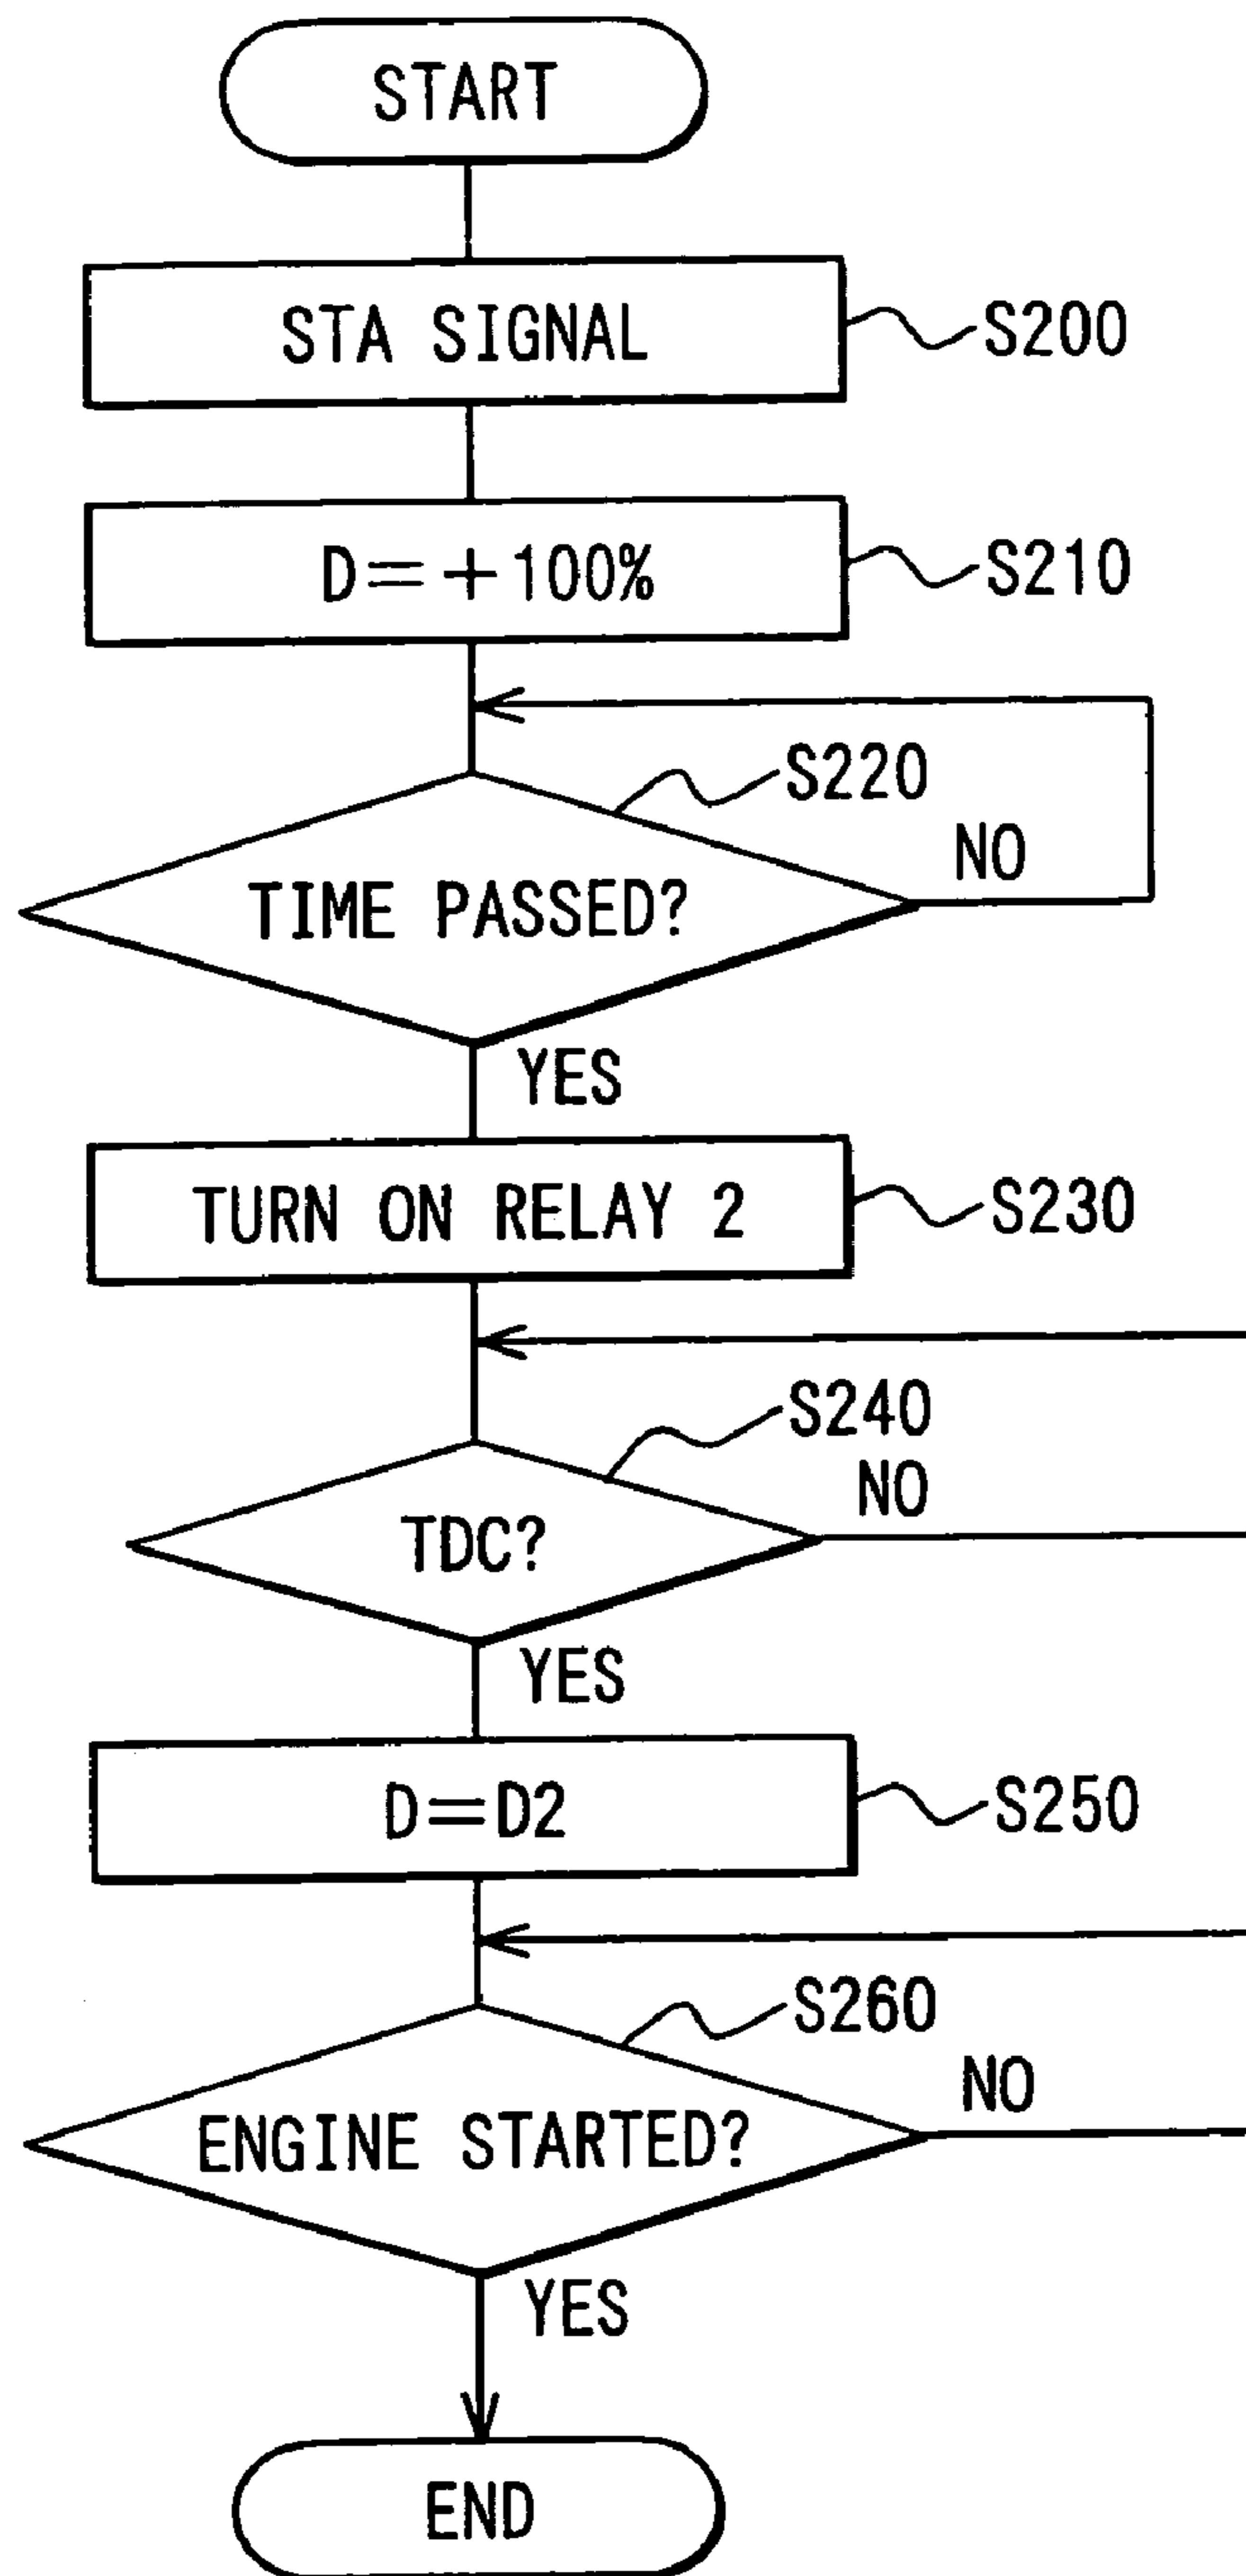 START
STA SIGNAL
S200
D=+100%
S210
S220
NO
TIME PASSED?
YES
TURN ON RELAY 2
S230
S240
NO
TDC?
YES
D=D2
S250
S260
NO
ENGINE STARTED?
YES
END